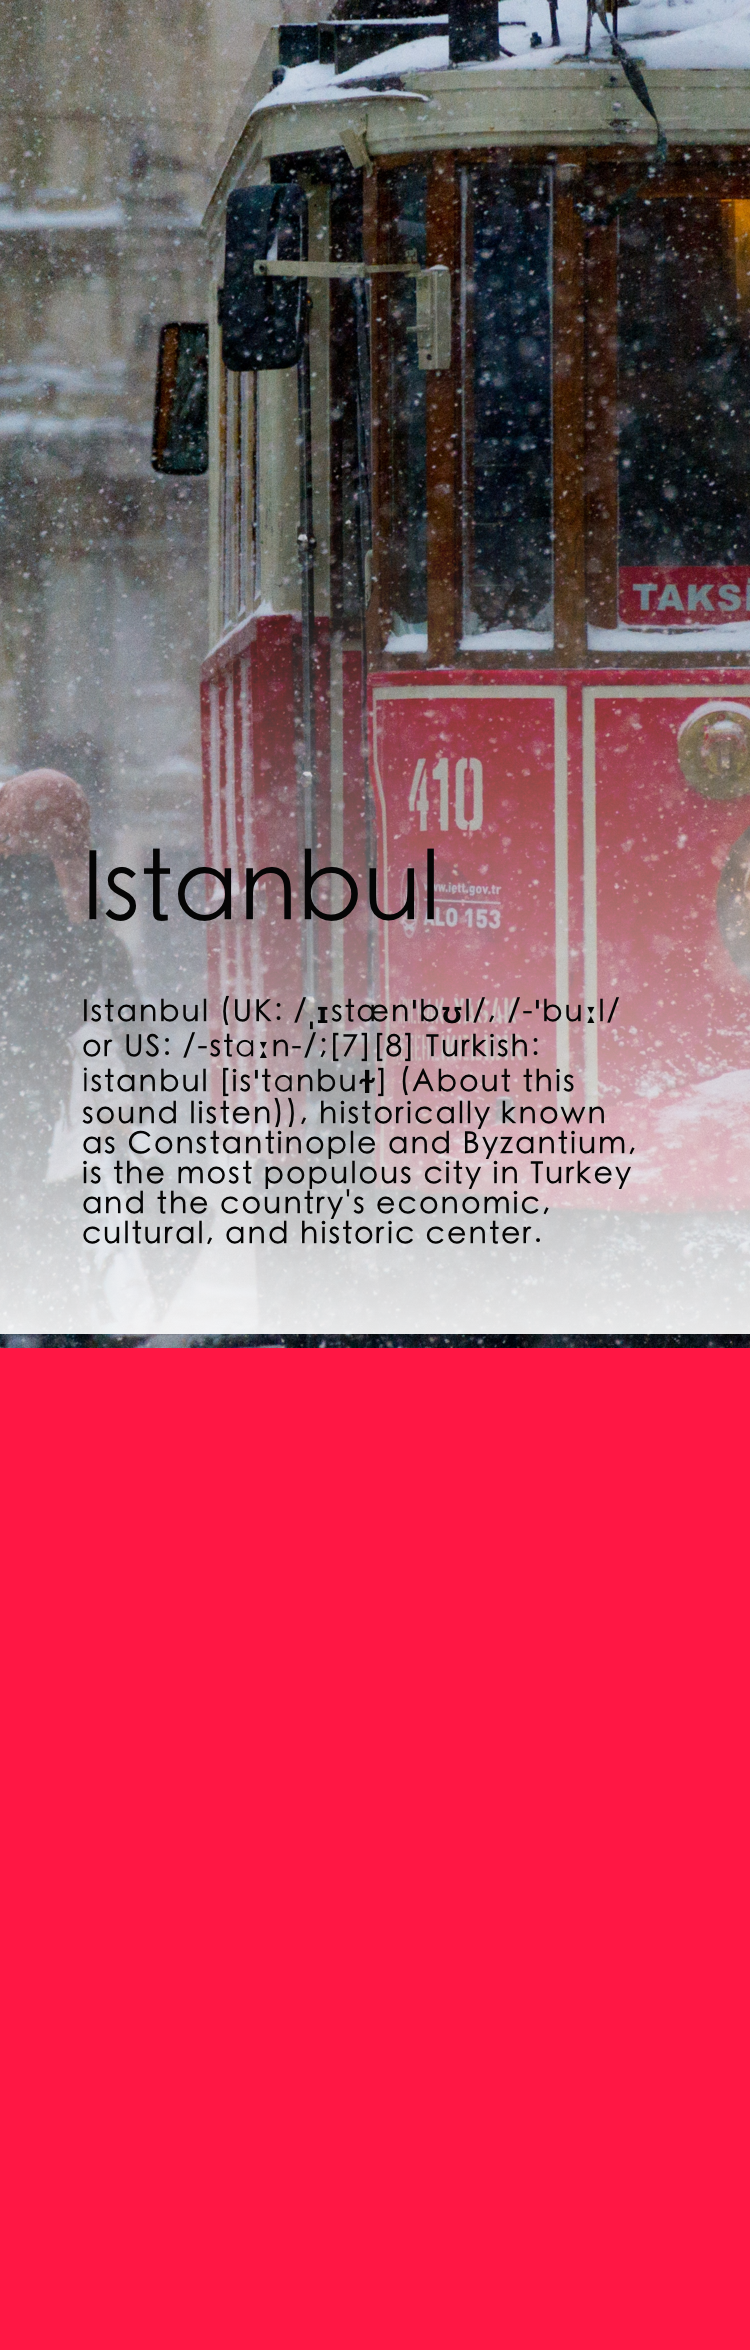 TAKS
410
Istanbul
www.iett.gov.tr
ALO 153
Istanbul (UK: /ˌɪstænˈbʊl/, /-ˈbuːl/
or US: /-staːn-/;[7][8] Turkish:
istanbul [isˈtanbuɫ] (About this
sound listen)), historically known
as Constantinople and Byzantium,
is the most populous city in Turkey
and the country's economic,
cultural, and historic center.